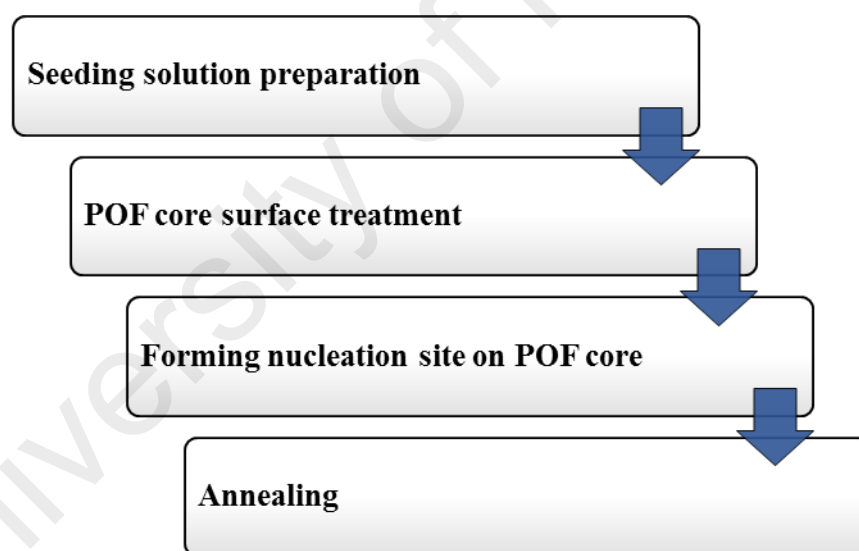 Seeding solution preparation
POF core surface treatment
Forming nucleation site on POF core
Annealing